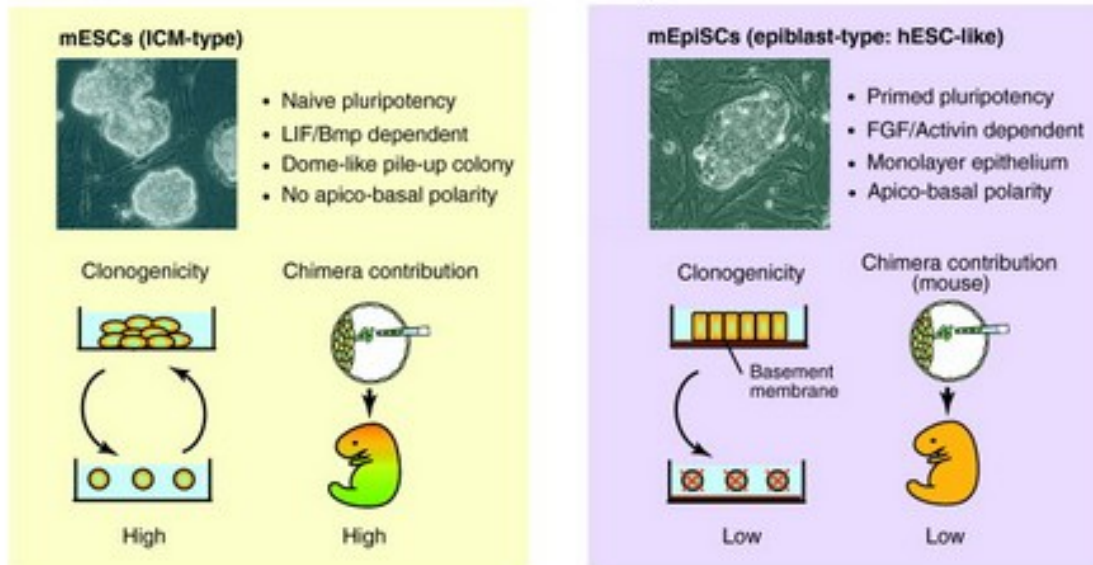 mESCs (ICM-type)
• Naive pluripotency
• LIF/Bmp dependent
• Dome-like pile-up colony
• No apico-basal polarity
Clonogenicity
Chimera contribution
High
High
mEpiSCs (epiblast-type: hESC-like)
• Primed pluripotency
• FGF/Activin dependent
• Monolayer epithelium
• Apico-basal polarity
Clonogenicity
Chimera contribution
(mouse)
Basement
membrane
Low
Low